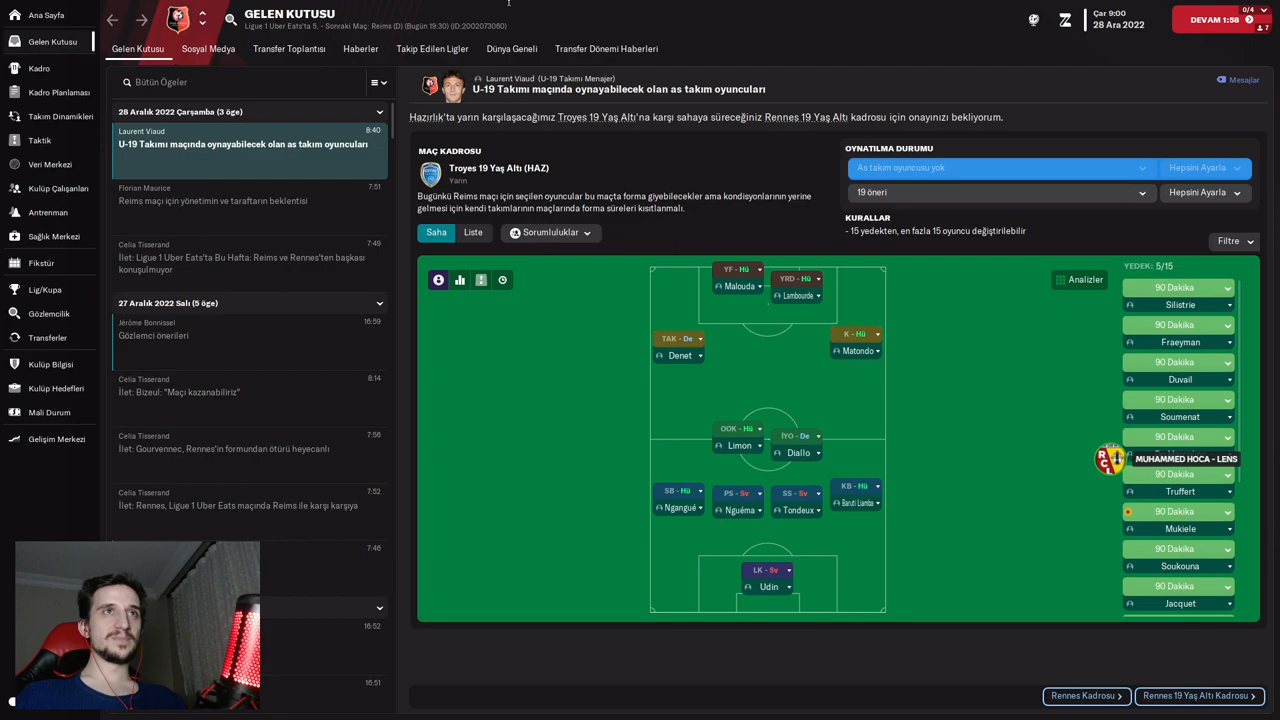 Ana Sayfa
Gelen Kutusu
Kadro
Kadro Planlaması
Takım Dinamikleri
Taktik
Veri Merkezi
Kulüp Çalışanları
Antrenman
Sağlık Merkezi
Fikstür
Lig/Kupa
Gözlemcilik
Transferler
Kulüp Bilgisi
Kulüp Hedefleri
Mali Durum
Gelişim Merkezi
GELEN KUTUSU
Ligue 1 Uber Eats'ta 5. - Sonraki Maç: Reims (D) (Bugün 19:30) (ID:2002073060)
Çar 9:00
28 Ara 2022
DEVAM 1:58
0/4
7
Gelen Kutusu
Sosyal Medya
Transfer Toplantısı
Haberler
Takip Edilen Ligler
Dünya Geneli
Transfer Dönemi Haberleri
Bütün Ögeler
28 Aralık 2022 Çarşamba (3 öge)
Laurent Viaud 8:40
U-19 Takımı maçında oynayabilecek olan as takım oyuncuları
Florian Maurice 7:51
Reims maçı için yönetimin ve taraftarın beklentisi
Celia Tisserand 7:49
İlet: Ligue 1 Uber Eats'ta Bu Hafta: Reims ve Rennes'ten başkası
konuşulmuyor
27 Aralık 2022 Salı (5 öge)
Jérôme Bonnissel 16:59
Gözlemci önerileri
Celia Tisserand 8:14
İlet: Bizeul: "Maçı kazanabiliriz"
Celia Tisserand 7:56
İlet: Gourvennec, Rennes'in formundan ötürü heyecanlı
Celia Tisserand 7:52
İlet: Rennes, Ligue 1 Uber Eats maçında Reims ile karşı karşıya
7:46
16:52
16:51
Laurent Viaud (U-19 Takımı Menajer)
U-19 Takımı maçında oynayabilecek olan as takım oyuncuları
Mesajlar
Hazırlık'ta yarın karşılaşacağımız Troyes 19 Yaş Altı'na karşı sahaya süreceğiniz Rennes 19 Yaş Altı kadrosu için onayınızı bekliyorum.
MAÇ KADROSU
Troyes 19 Yaş Altı (HAZ)
Yarın
Bugünkü Reims maçı için seçilen oyuncular bu maçta forma giyebilecekler ama kondisyonlarının yerine
gelmesi için kendi takımlarının maçlarında forma süreleri kısıtlanmalı.
OYNATILMA DURUMU
As takım oyuncusu yok
Hepsini Ayarla
19 öneri
Hepsini Ayarla
KURALLAR
- 15 yedekten, en fazla 15 oyuncu değiştirilebilir
Saha
Liste
Sorumluluklar
Filtre
Analizler
YF - Hü
Malouda
YRD - Hü
Lambourde
TAK - De
Denet
K - Hü
Matondo
OOK - Hü
Limon
İYO - De
Diallo
SB - Hü
Ngangué
PS - Sv
Nguéma
SS - Sv
Tondeux
KB - Hü
Baruti Liamba
LK - Sv
Udin
YEDEK: 5/15
90 Dakika
Silistrie
90 Dakika
Fraeyman
90 Dakika
Duvail
90 Dakika
Soumenat
90 Dakika
MUHAMMED HOCA - LENS
90 Dakika
Truffert
90 Dakika
Mukiele
90 Dakika
Soukouna
90 Dakika
Jacquet
Rennes Kadrosu
Rennes 19 Yaş Altı Kadrosu